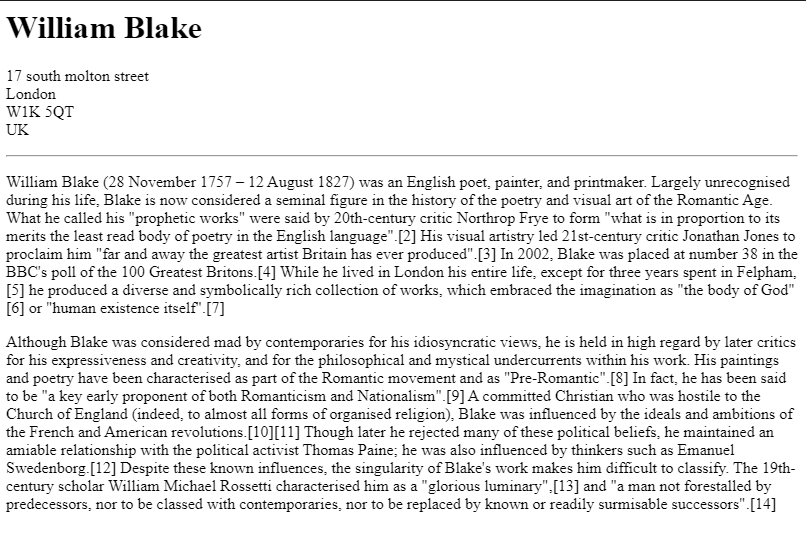 William Blake
17 south molton street
London
W1K 5QT
UK
William Blake (28 November 1757 – 12 August 1827) was an English poet, painter, and printmaker. Largely unrecognised
during his life, Blake is now considered a seminal figure in the history of the poetry and visual art of the Romantic Age.
What he called his "prophetic works" were said by 20th-century critic Northrop Frye to form "what is in proportion to its
merits the least read body of poetry in the English language".[2] His visual artistry led 21st-century critic Jonathan Jones to
proclaim him "far and away the greatest artist Britain has ever produced".[3] In 2002, Blake was placed at number 38 in the
BBC's poll of the 100 Greatest Britons.[4] While he lived in London his entire life, except for three years spent in Felpham,
[5] he produced a diverse and symbolically rich collection of works, which embraced the imagination as "the body of God"
[6] or "human existence itself".[7]
Although Blake was considered mad by contemporaries for his idiosyncratic views, he is held in high regard by later critics
for his expressiveness and creativity, and for the philosophical and mystical undercurrents within his work. His paintings
and poetry have been characterised as part of the Romantic movement and as "Pre-Romantic".[8] In fact, he has been said
to be "a key early proponent of both Romanticism and Nationalism".[9] A committed Christian who was hostile to the
Church of England (indeed, to almost all forms of organised religion), Blake was influenced by the ideals and ambitions of
the French and American revolutions.[10][11] Though later he rejected many of these political beliefs, he maintained an
amiable relationship with the political activist Thomas Paine; he was also influenced by thinkers such as Emanuel
Swedenborg.[12] Despite these known influences, the singularity of Blake's work makes him difficult to classify. The 19th-
century scholar William Michael Rossetti characterised him as a "glorious luminary",[13] and "a man not forestalled by
predecessors, nor to be classed with contemporaries, nor to be replaced by known or readily surmisable successors".[14]